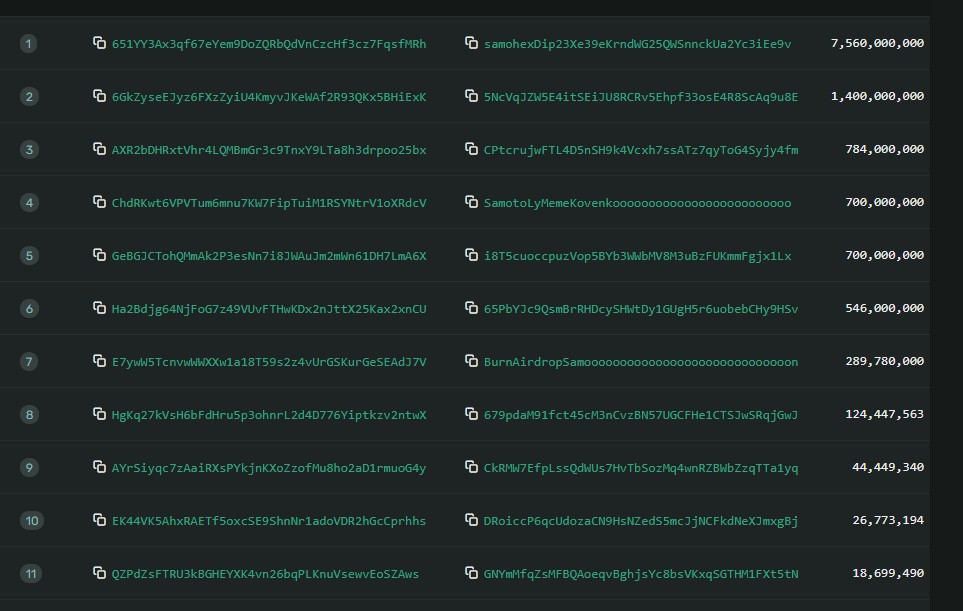 1 651YY3Ax3qf67eYem9DoZQRbQdVnCzcHf3cz7FqsfMRh samohexDip23Xe39eKrndWG25QWSnnckUa2Yc3iEe9v 7,560,000,000
2 6GkZyseEJyz6FXzZyiU4KmyvJKeWAf2R93QKx5BHiExK 5NcVqJZW5E4itSEiJU8RCRv5Ehpf33osE4R8ScAq9u8E 1,400,000,000
3 AXR2bDHRxtVhr4LQMBmGr3c9TnxY9LTa8h3drpoo25bx CPtcrujwFTL4D5nSH9k4Vcxh7ssATz7qyToG4Syjy4fm 784,000,000
4 ChdRKwt6VPVTum6mnu7KW7FipTuiM1RSYNtrV1oXRdcV SamotoLyMemeKovenkooooooooooooooooooooooooo 700,000,000
5 GeBGJCTohQMmAk2P3esNn7i8JWAuJm2mWn61DH7LmA6X i8T5cuoccpuzVop5BYb3WWbMV8M3uBzFUKmmFgjx1Lx 700,000,000
6 Ha2Bdjg64NjFoG7z49VUvFTHwKDx2nJttX25Kax2xnCU 65PbYJc9QsmBrRHDcySHWtDy1GUgH5r6uobebCHy9HSv 546,000,000
7 E7ywW5TcnvwWWXXw1a18T59s2z4vUrGSKurGeSEAdJ7V BurnAirdropSamooooooooooooooooooooooooooooon 289,780,000
8 HgKq27kVsH6bFdHru5p3ohnrL2d4D776Yiptkzv2ntwX 679pdaM91fct45cM3nCvzBN57UGCFHe1CTSJwSRqjGwJ 124,447,563
9 AYrSiyqc7zAaiRXsPYkjnKXoZzofMu8ho2aD1rmuoG4y CkRMW7EfpLssQdWUs7HvTbSozMq4wnRZBWbZzqTTa1yq 44,449,340
10 EK44VK5AhxRAETf5oxcSE9ShnNr1adoVDR2hGcCprhhs DRoiccP6qcUdozaCN9HsNZedS5mcJjNCFkdNeXJmxgBj 26,773,194
11 QZPdZsFTRU3kBGHEYXK4vn26bqPLKnuVsewvEoSZAws GNYmMfqZsMFBQAoeqvBghjsYc8bsVKxqSGTHM1FXt5tN 18,699,490